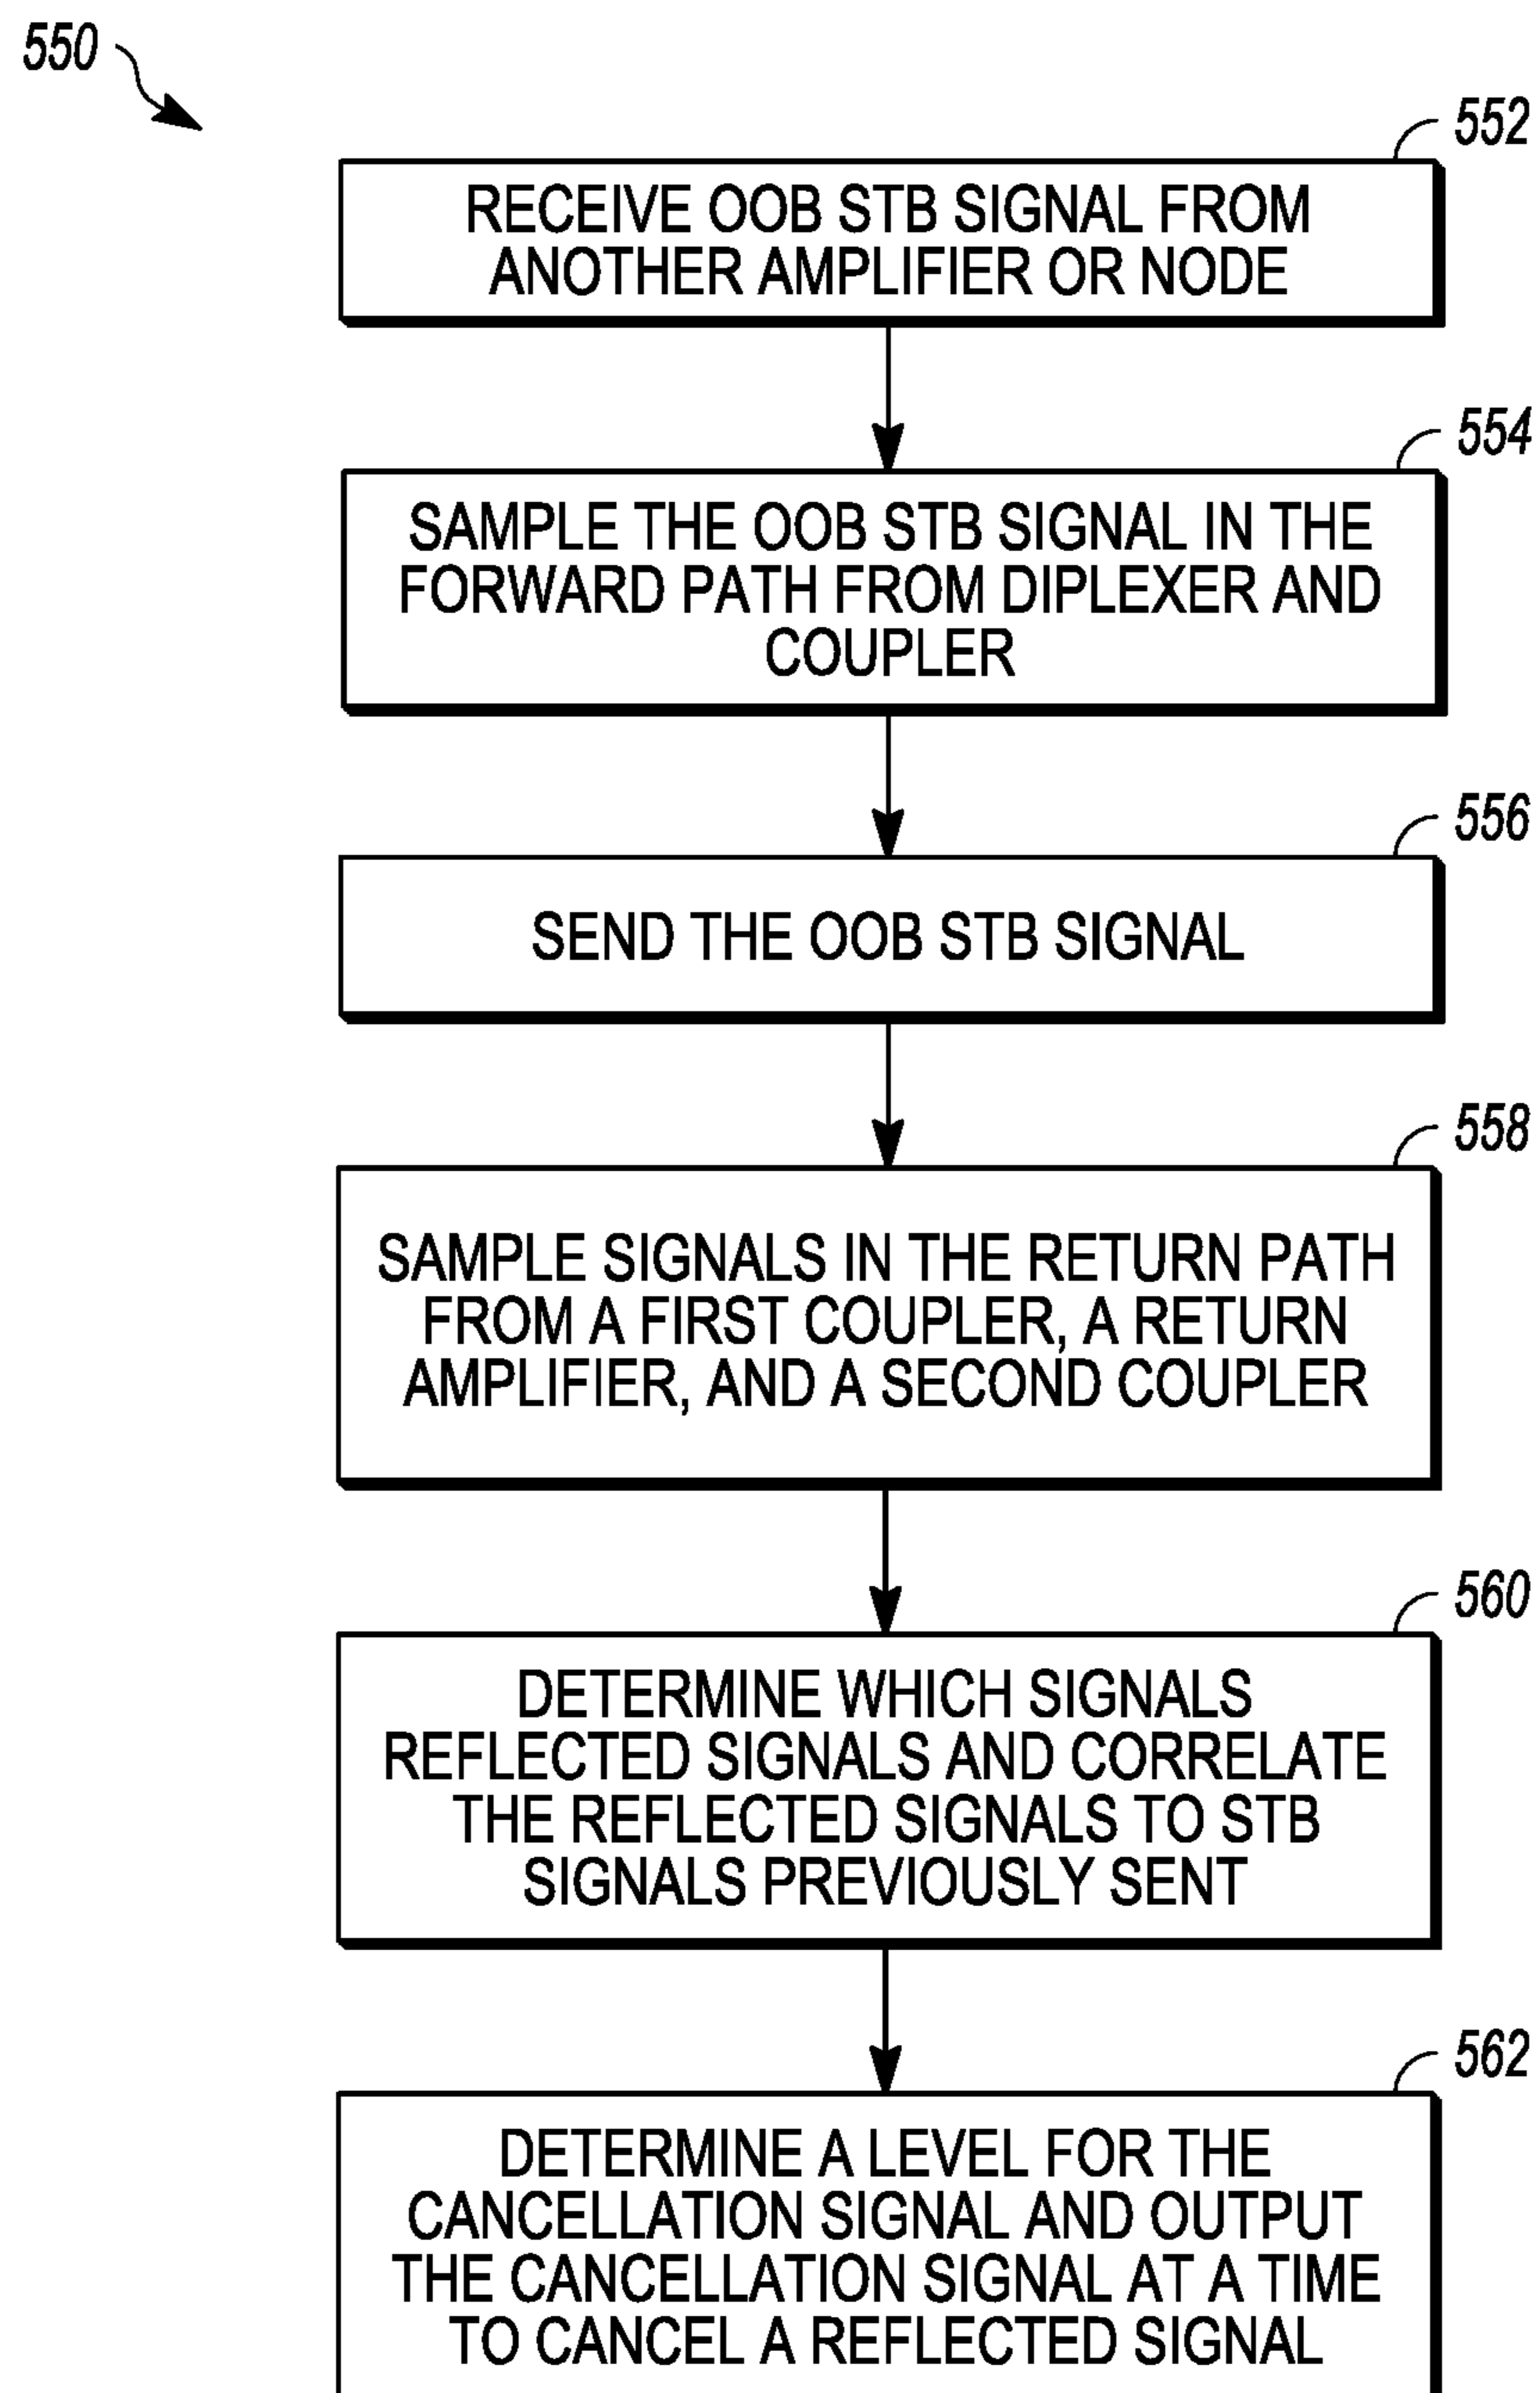 550
552
RECEIVE OOB STB SIGNAL FROM
ANOTHER AMPLIFIER OR NODE
554
SAMPLE THE OOB STB SIGNAL IN THE
FORWARD PATH FROM DIPLEXER AND
COUPLER
556
SEND THE OOB STB SIGNAL
558
SAMPLE SIGNALS IN THE RETURN PATH
FROM A FIRST COUPLER, A RETURN
AMPLIFIER, AND A SECOND COUPLER
560
DETERMINE WHICH SIGNALS
REFLECTED SIGNALS AND CORRELATE
THE REFLECTED SIGNALS TO STB
SIGNALS PREVIOUSLY SENT
562
DETERMINE A LEVEL FOR THE
CANCELLATION SIGNAL AND OUTPUT
THE CANCELLATION SIGNAL AT A TIME
TO CANCEL A REFLECTED SIGNAL